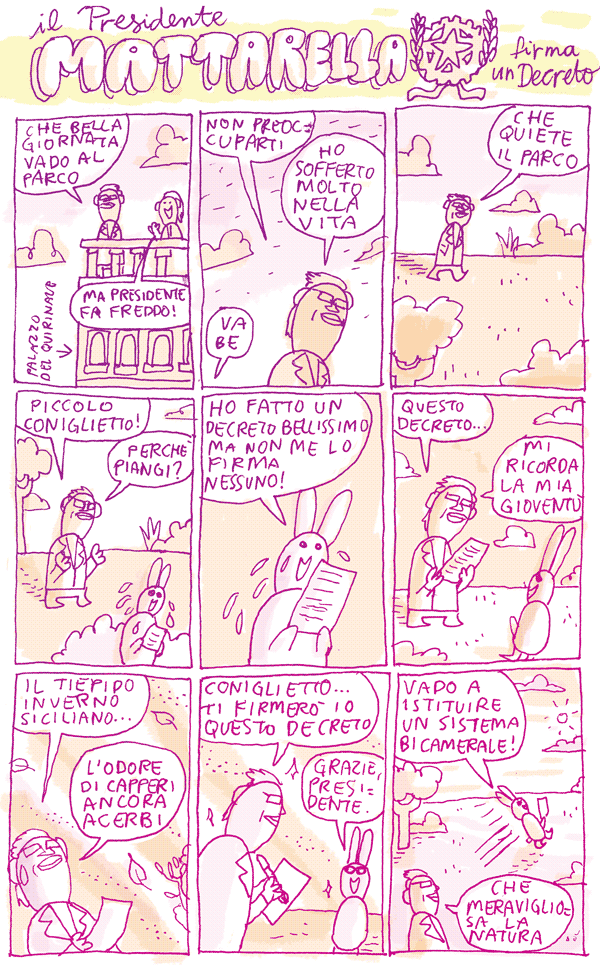 il Presidente
MATTARELLA
firma
un Decreto
CHE BELLA
GIORNATA
VADO AL
PARCO
MA PRESIDENTE
FA FREDDO!
PALAZZO
DEL QUIRINALE
NON PREOC=
CUPARTI
HO
SOFFERTO
MOLTO
NELLA
VITA
VA
BE
CHE
QUIETE
IL PARCO
PICCOLO
CONIGLIETTO!
PERCHÉ
PIANGI?
HO FATTO UN
DECRETO BELLISSIMO
MA NON ME LO
FIRMA
NESSUNO!
QUESTO
DECRETO...
MI
RICORDA
LA MIA
GIOVENTÙ
IL TIEPIDO
INVERNO
SICILIANO...
L'ODORE
DI CAPPERI
ANCORA
ACERBI
CONIGLIETTO...
TI FIRMERÒ IO
QUESTO DECRETO
GRAZIE,
PRESI=
DENTE.
VADO A
ISTITUIRE
UN SISTEMA
BICAMERALE!
CHE
MERAVIGLIO=
SA LA
NATURA